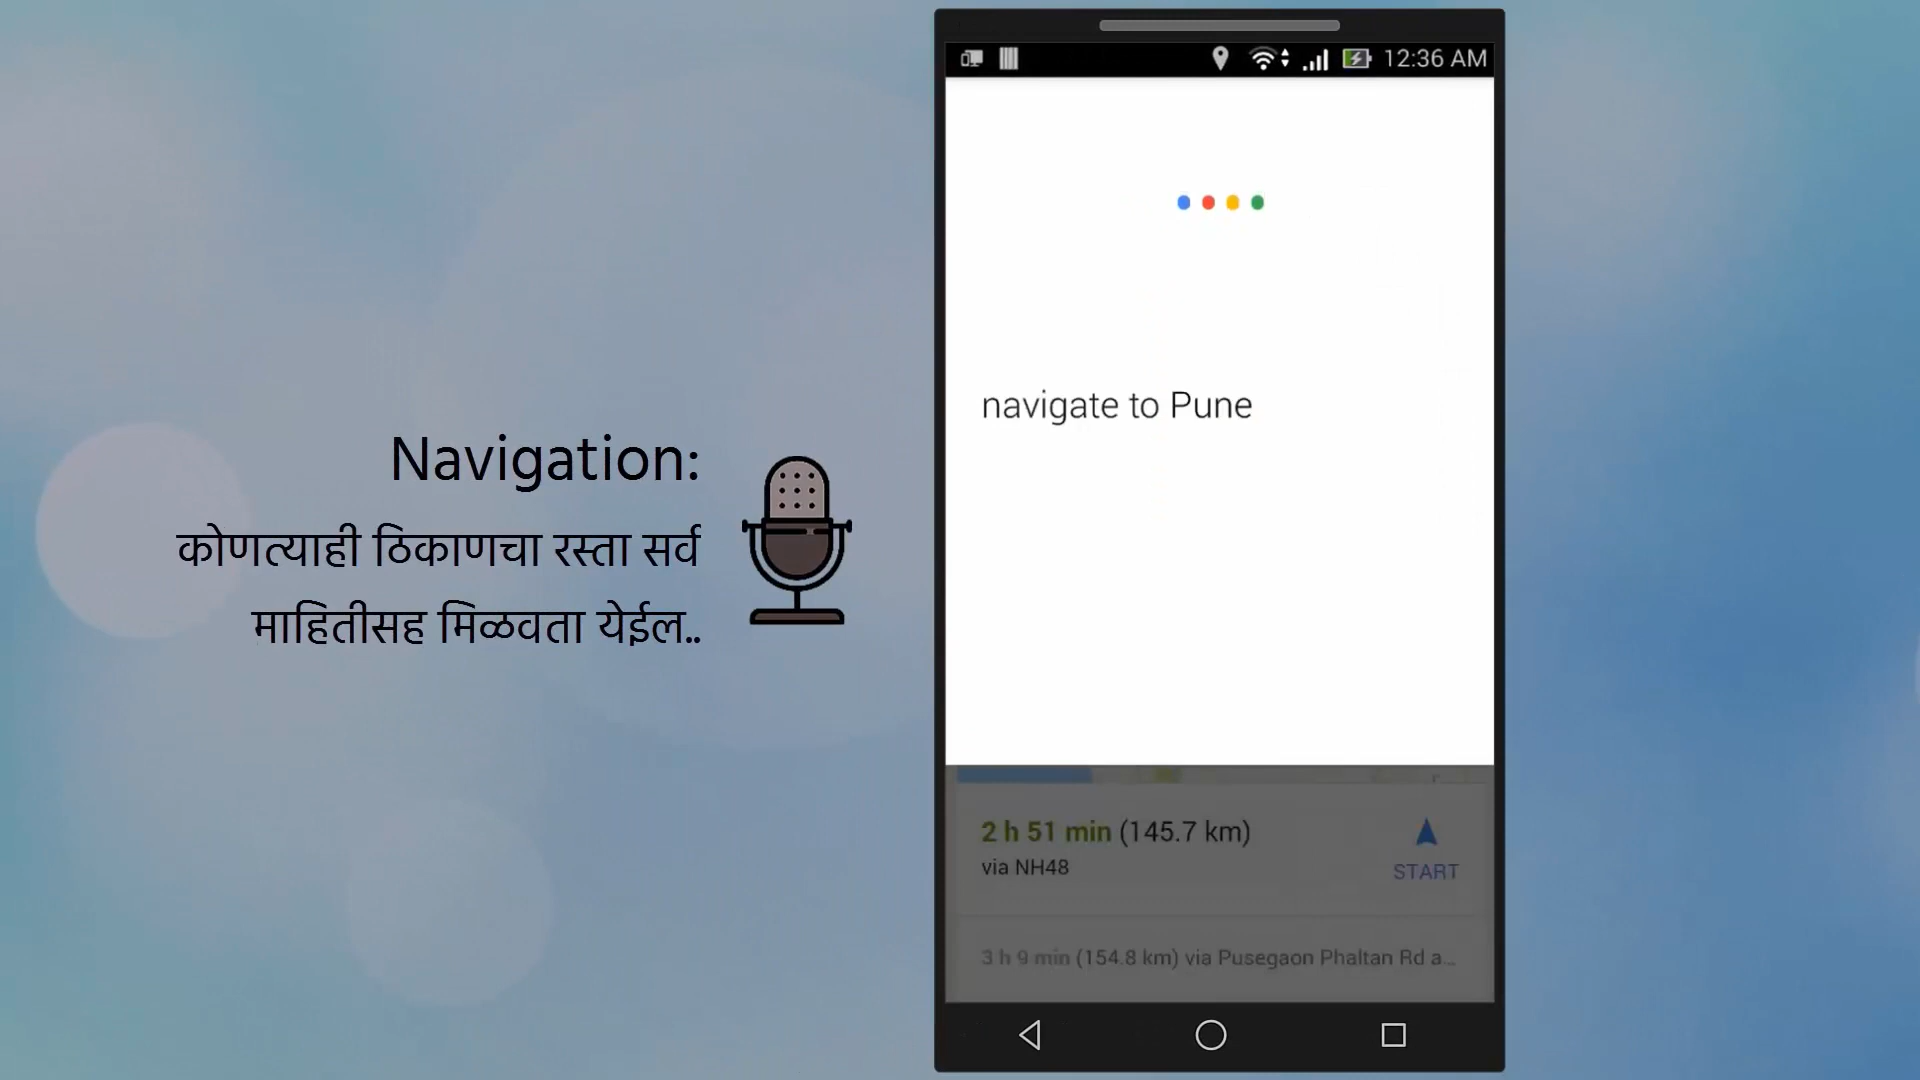 Navigation:
कोणत्याही ठिकाणचा रस्ता सर्व
माहितीसह मिळवता येईल..
12:36 AM
navigate to Pune
2 h 51 min (145.7 km)
via NH48
START
3 h 9 min (154.8 km) via Pusegaon Phaltan Rd a...